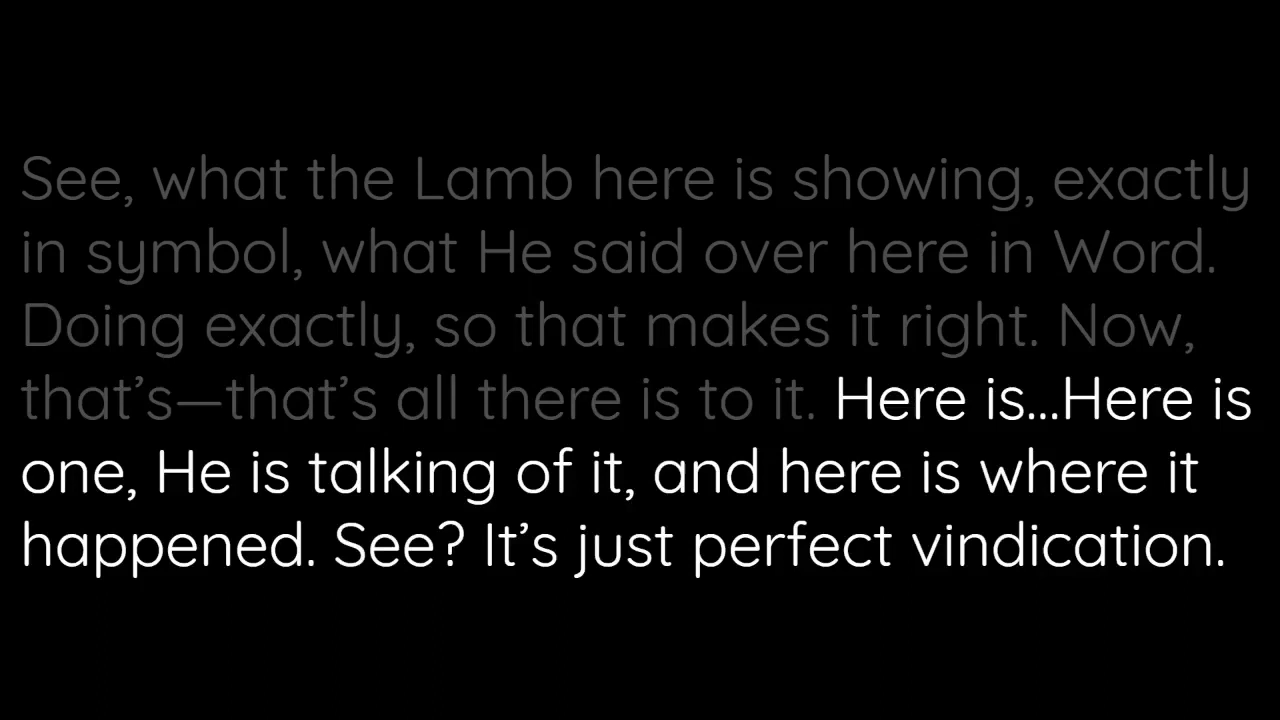 See, what the Lamb here is showing, exactly
in symbol, what He said over here in Word.
Doing exactly, so that makes it right. Now,
that’s—that’s all there is to it. Here is...Here is
one, He is talking of it, and here is where it
happened. See? It’s just perfect vindication.